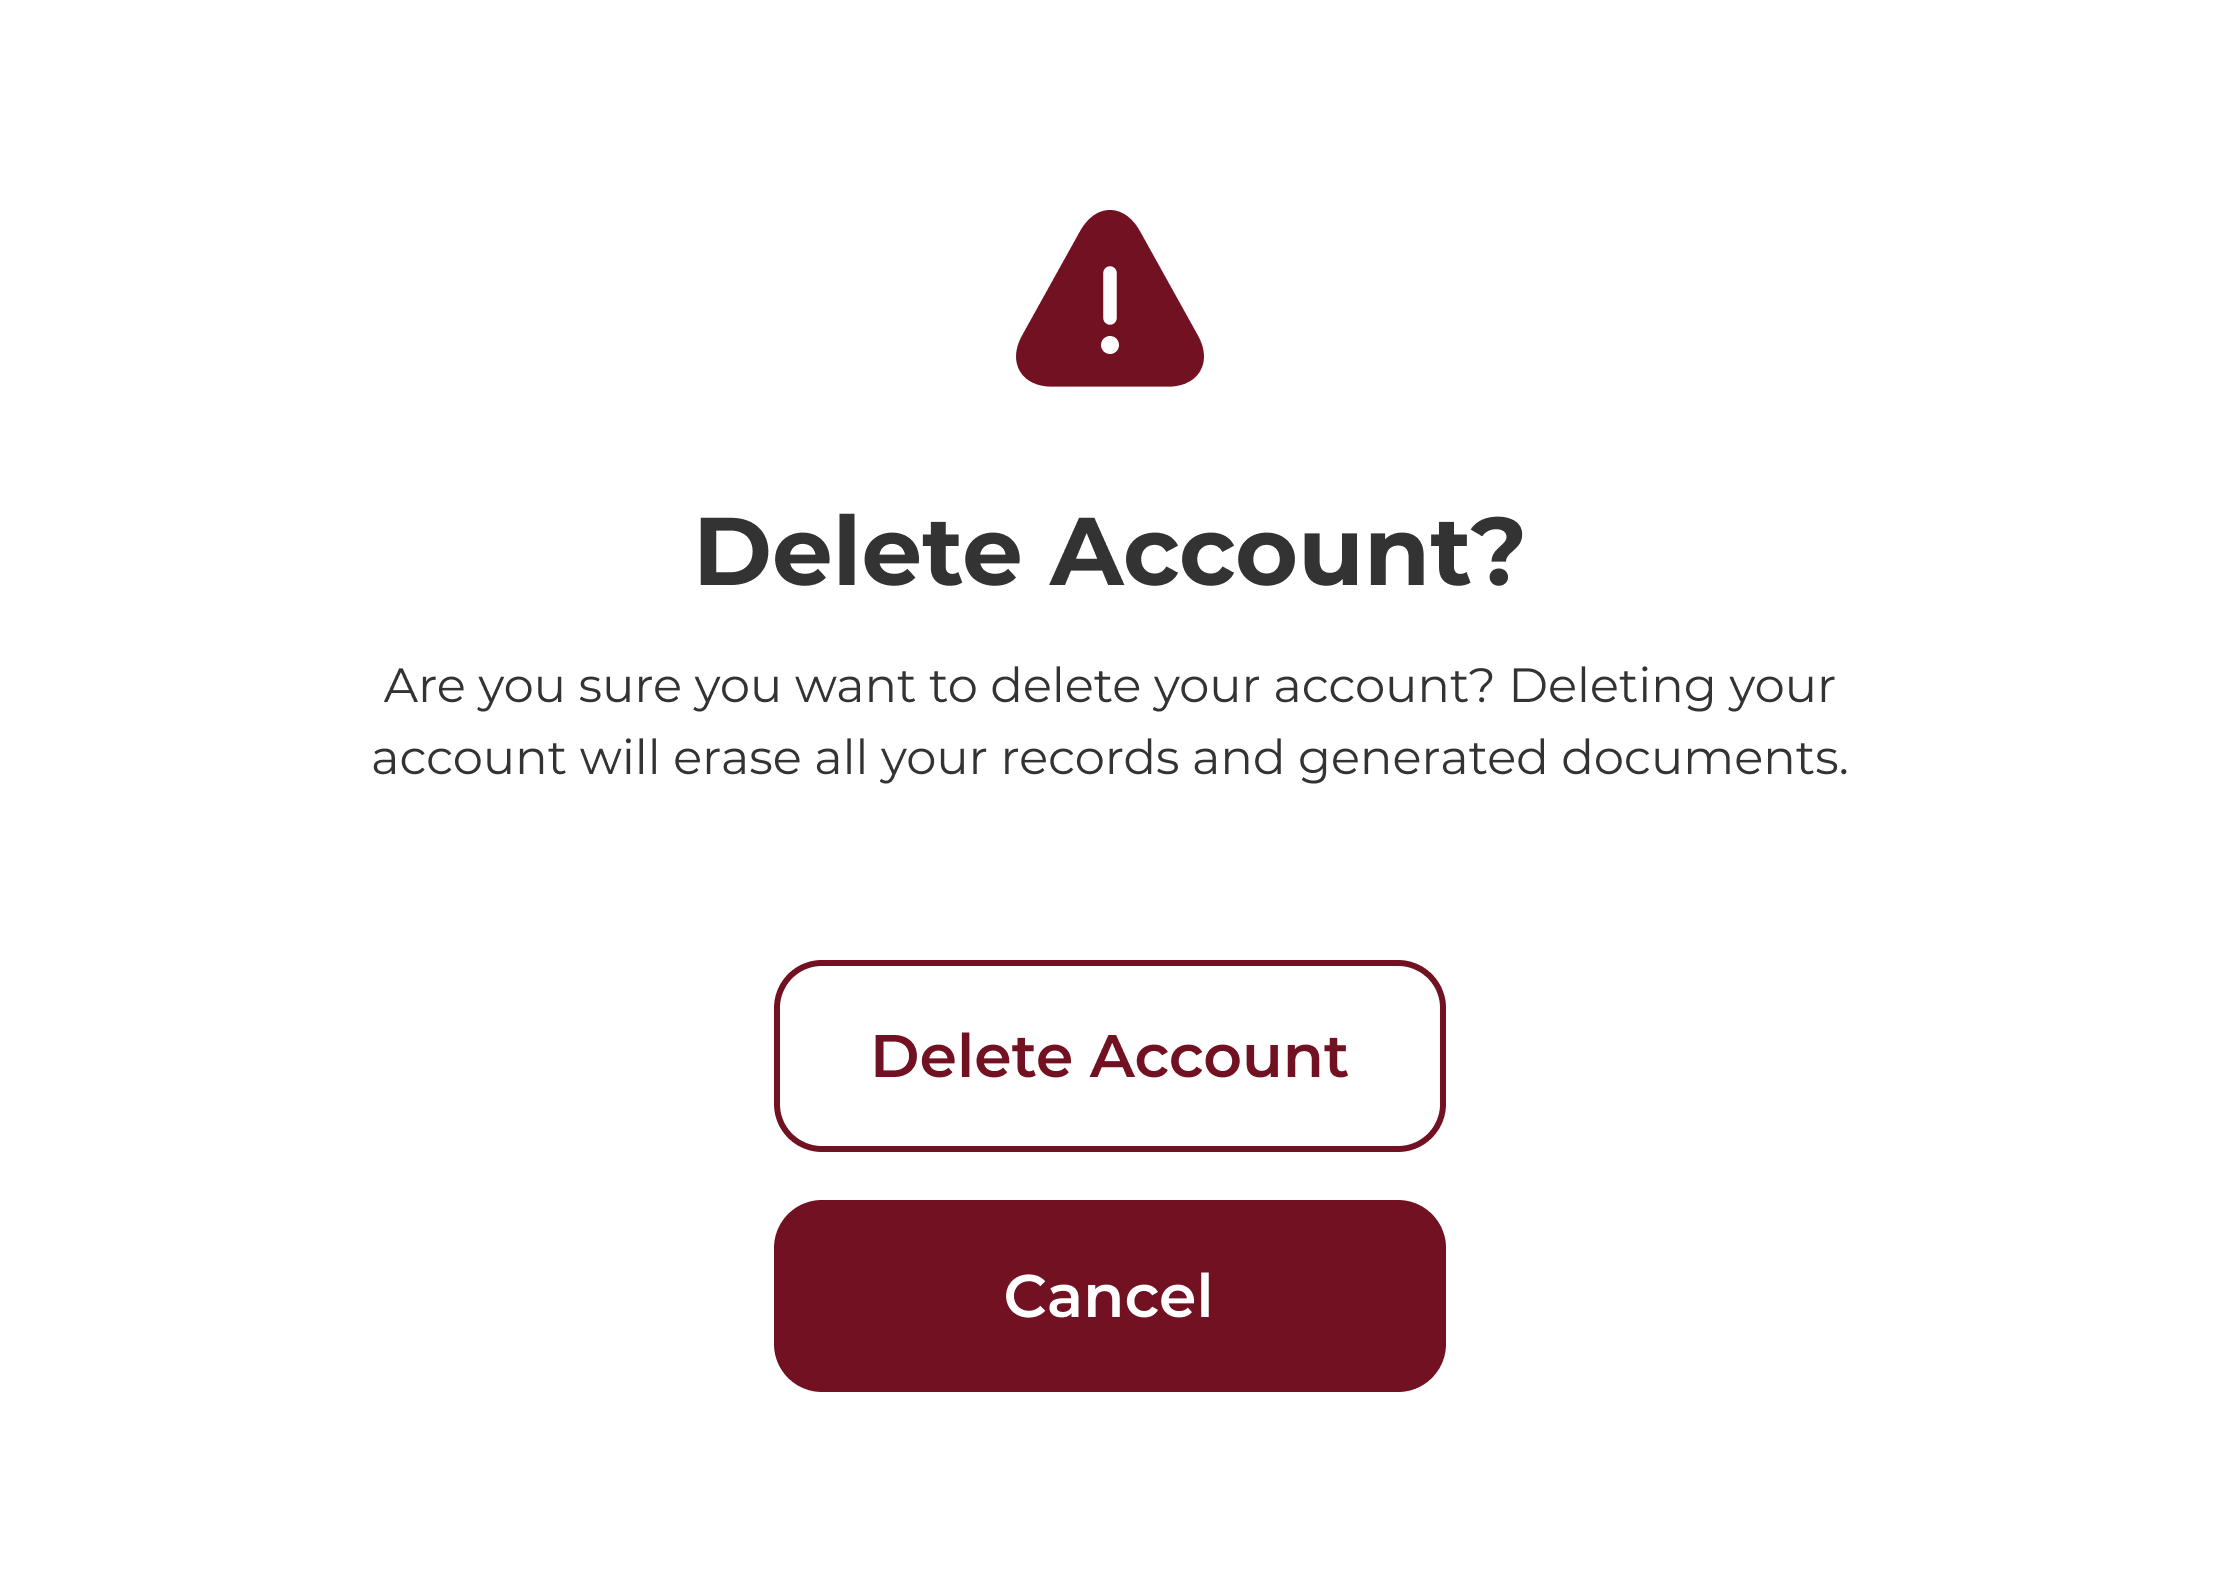 Delete Account?
Are you sure you want to delete your account? Deleting your
account will erase all your records and generated documents.
Delete Account
Cancel